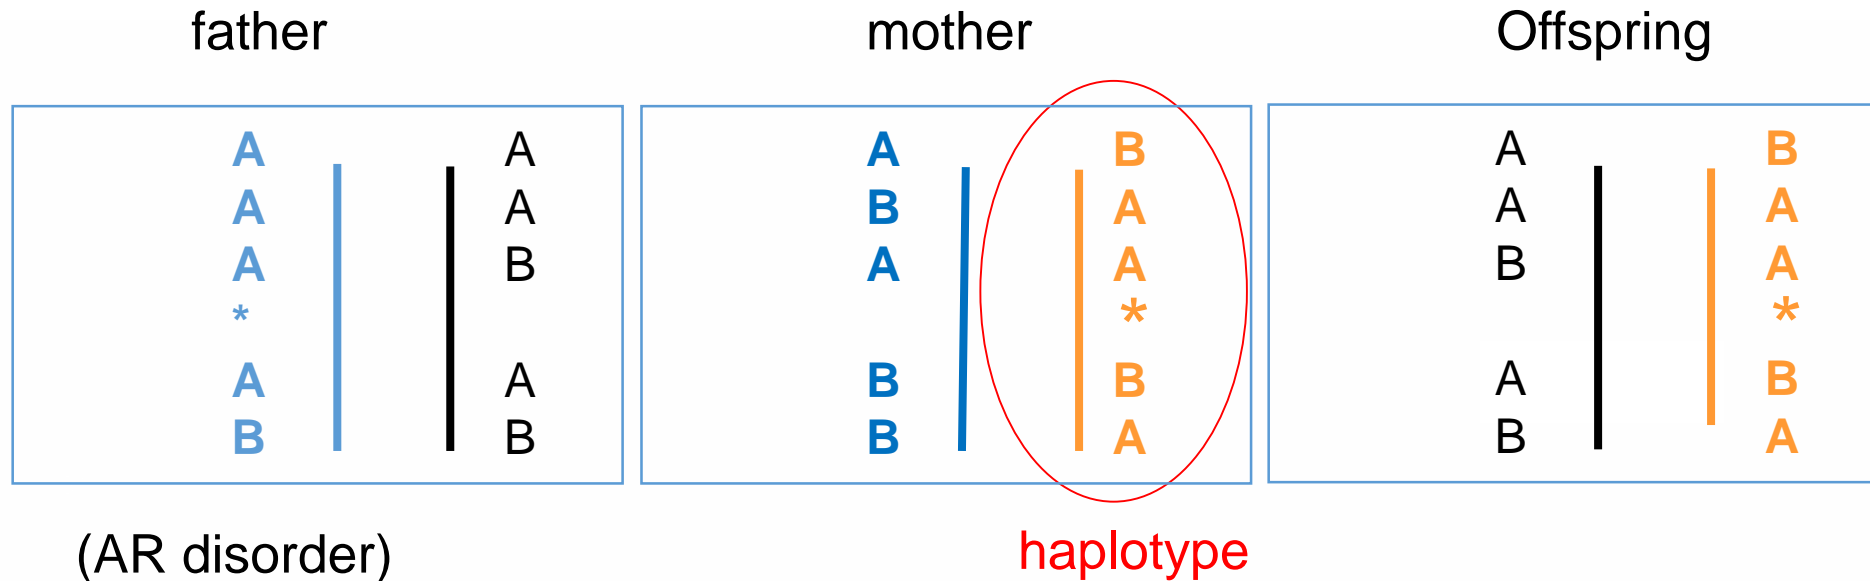 father mother Offspring
A A A B A B
A A B A A A
A B A A B A
* * *
A A B B A B
B B B A B A
(AR disorder) haplotype